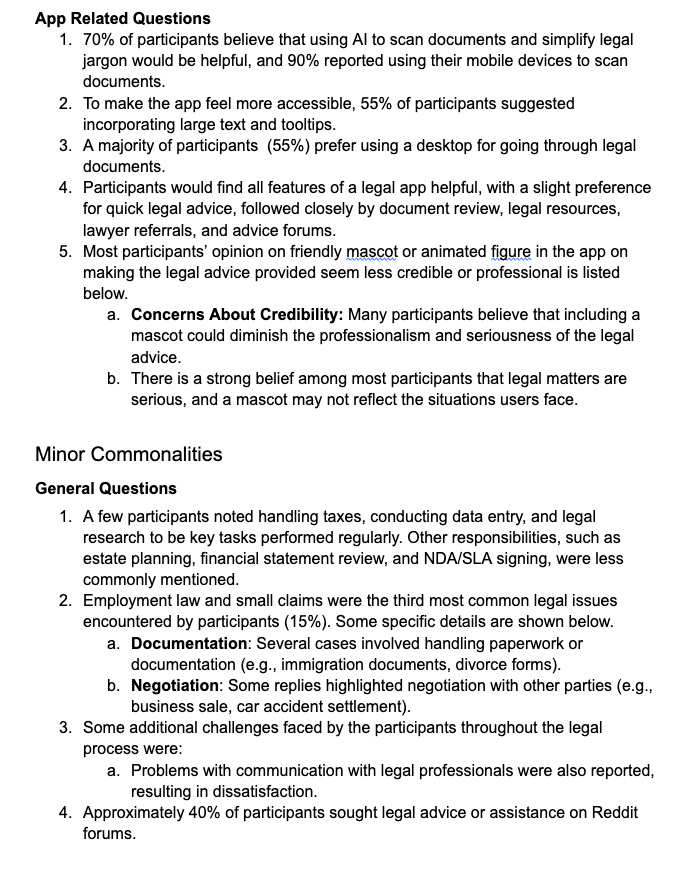 App Related Questions
1. 70% of participants believe that using AI to scan documents and simplify legal
jargon would be helpful, and 90% reported using their mobile devices to scan
documents.
2. To make the app feel more accessible, 55% of participants suggested
incorporating large text and tooltips.
3. A majority of participants (55%) prefer using a desktop for going through legal
documents.
4. Participants would find all features of a legal app helpful, with a slight preference
for quick legal advice, followed closely by document review, legal resources,
lawyer referrals, and advice forums.
5. Most participants' opinion on friendly mascot or animated figure in the app on
making the legal advice provided seem less credible or professional is listed
below.
a. Concerns About Credibility: Many participants believe that including a
mascot could diminish the professionalism and seriousness of the legal
advice.
b. There is a strong belief among most participants that legal matters are
serious, and a mascot may not reflect the situations users face.
Minor Commonalities
General Questions
1. A few participants noted handling taxes, conducting data entry, and legal
research to be key tasks performed regularly. Other responsibilities, such as
estate planning, financial statement review, and NDA/SLA signing, were less
commonly mentioned.
2. Employment law and small claims were the third most common legal issues
encountered by participants (15%). Some specific details are shown below.
a. Documentation: Several cases involved handling paperwork or
documentation (e.g., immigration documents, divorce forms).
b. Negotiation: Some replies highlighted negotiation with other parties (e.g.,
business sale, car accident settlement).
3. Some additional challenges faced by the participants throughout the legal
process were:
a. Problems with communication with legal professionals were also reported,
resulting in dissatisfaction.
4. Approximately 40% of participants sought legal advice or assistance on Reddit
forums.